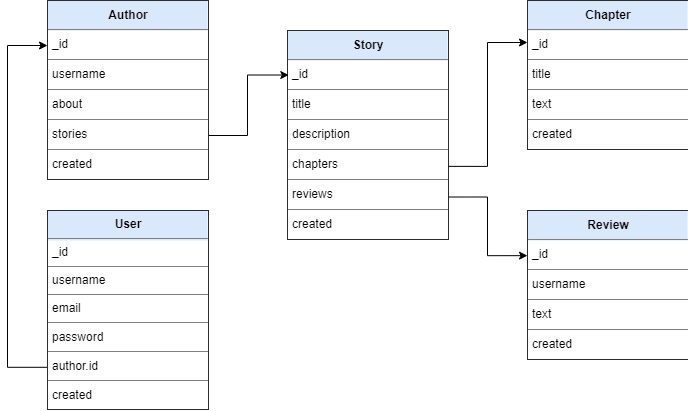 Author
_id
username
about
stories
created
User
_id
username
email
password
author.id
created
Story
_id
title
description
chapters
reviews
created
Chapter
_id
title
text
created
Review
_id
username
text
created